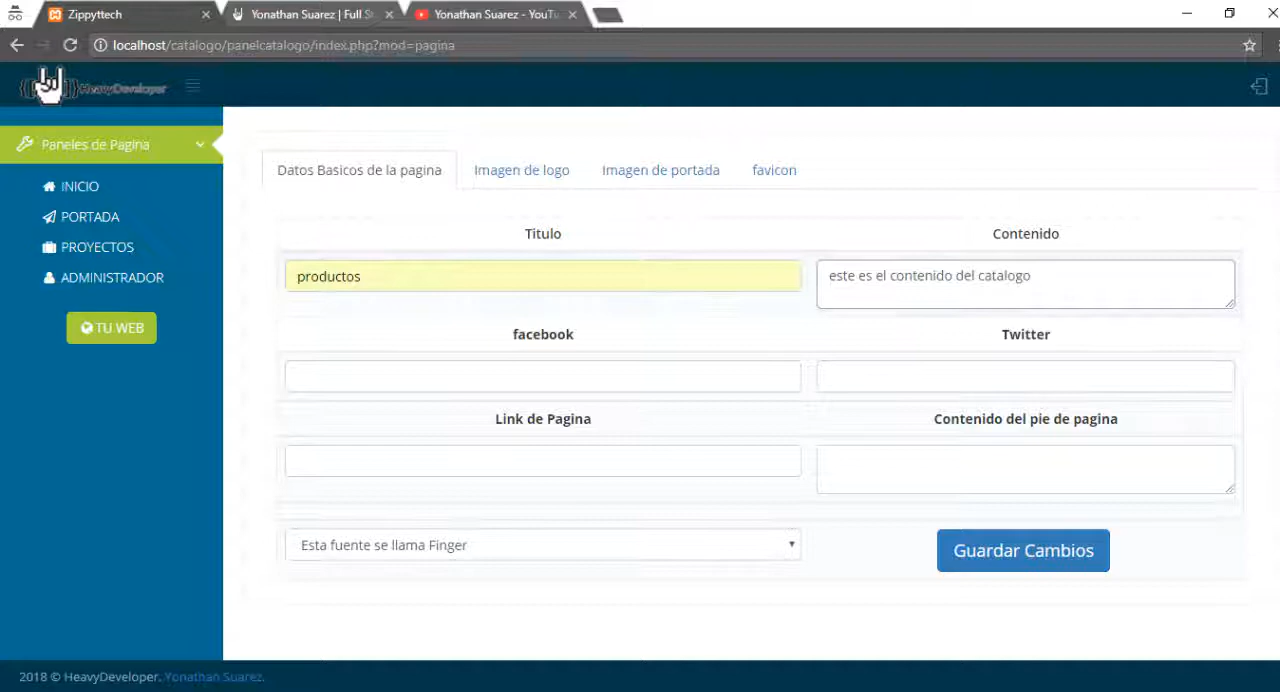 Zippyttech
Yonathan Suarez | Full St
Yonathan Suarez - YouTu
localhost/catalogo/panelcatalogo/index.php?mod=pagina
HeavyDeveloper
Paneles de Pagina
INICIO
PORTADA
PROYECTOS
ADMINISTRADOR
TU WEB
Datos Basicos de la pagina
Imagen de logo
Imagen de portada
favicon
Titulo
Contenido
productos
este es el contenido del catalogo
facebook
Twitter
Link de Pagina
Contenido del pie de pagina
Esta fuente se llama Finger
Guardar Cambios
2018 © HeavyDeveloper. Yonathan Suarez.